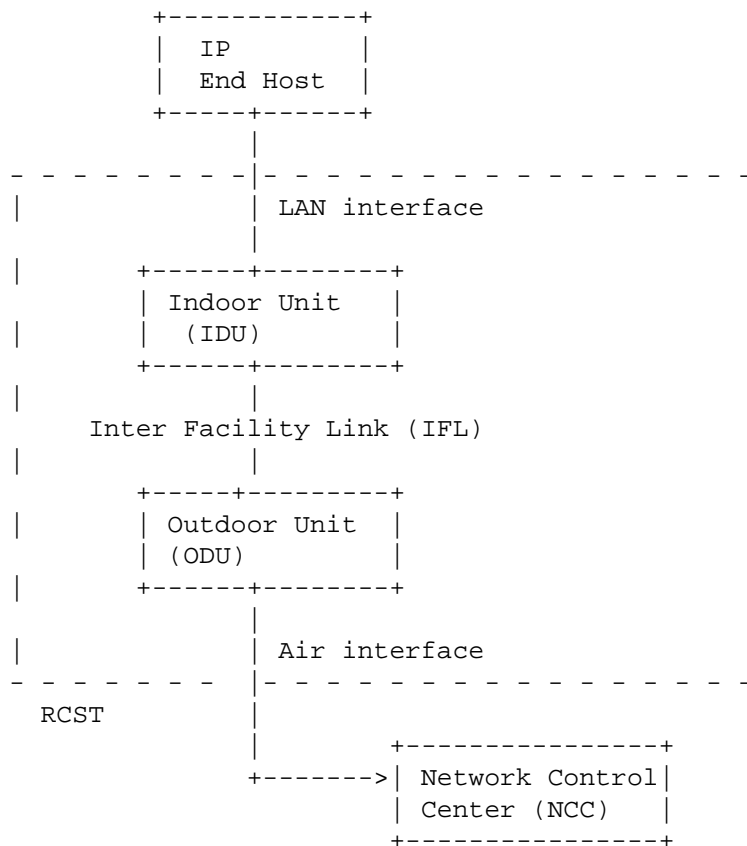 IP
End Host
LAN interface
Indoor Unit
(IDU)
Inter Facility Link (IFL)
Outdoor Unit
(ODU)
Air interface
RCST
Network Control
Center (NCC)